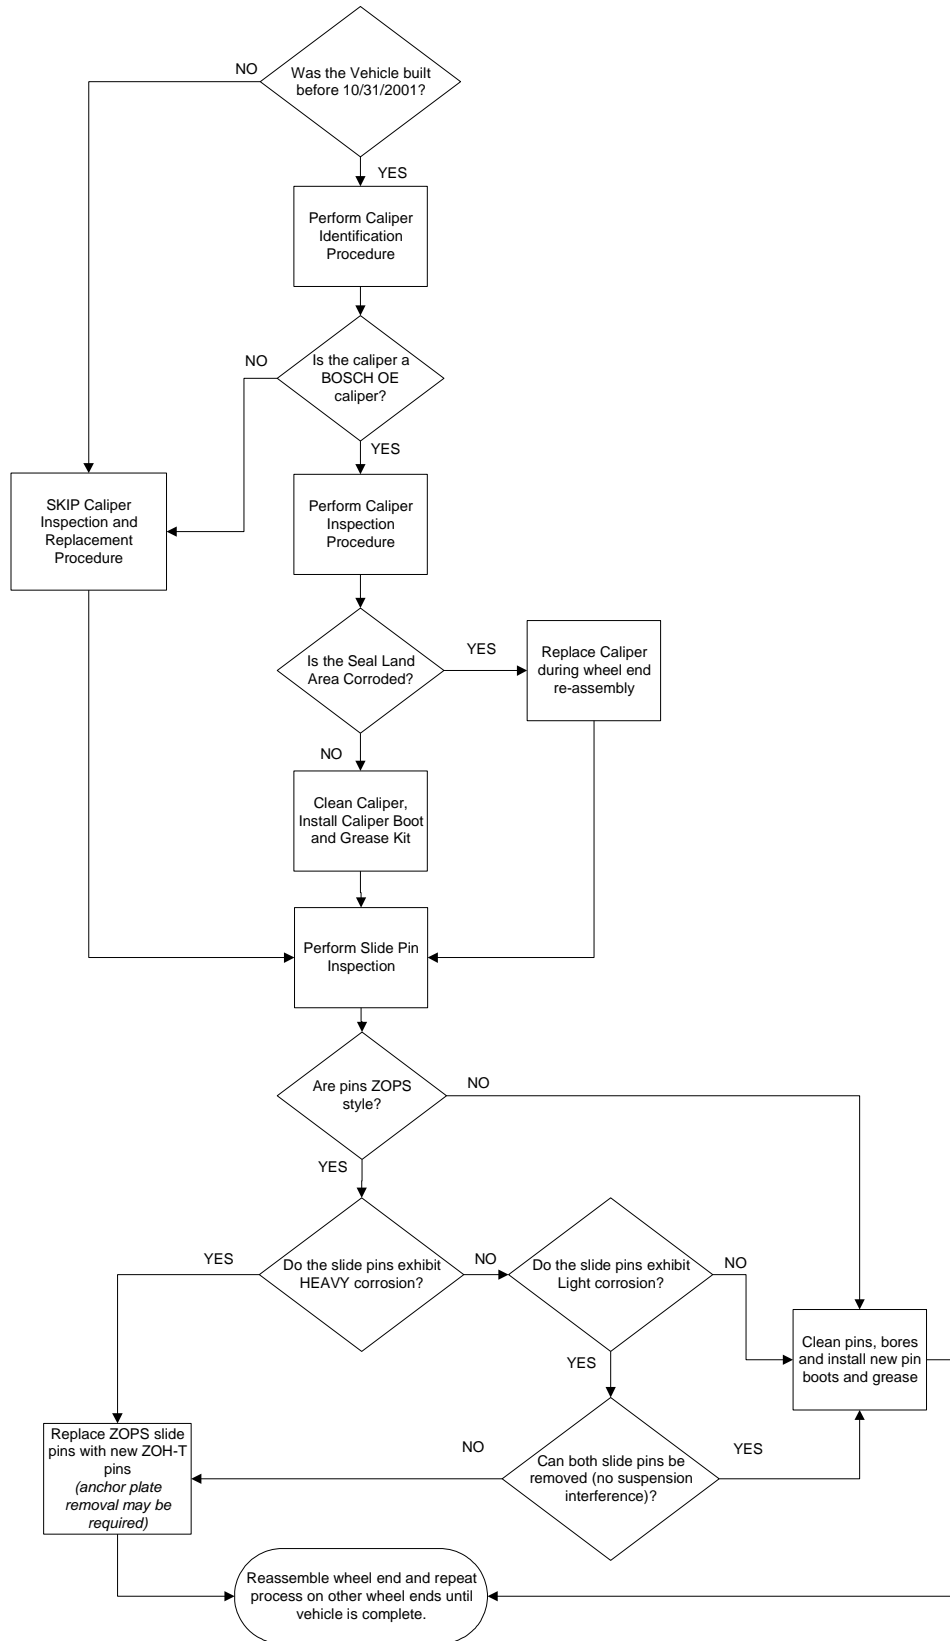 Was the Vehicle built
before 10/31/2001?
NO
YES
Perform Caliper
Identification
Procedure
Is the caliper a
BOSCH OE
caliper?
NO
YES
SKIP Caliper
Inspection and
Replacement
Procedure
Perform Caliper
Inspection
Procedure
Is the Seal Land
Area Corroded?
YES
Replace Caliper
during wheel end
re-assembly
NO
Clean Caliper,
Install Caliper Boot
and Grease Kit
Perform Slide Pin
Inspection
Are pins ZOPS
style?
NO
YES
YES
Do the slide pins exhibit
HEAVY corrosion?
NO
Do the slide pins exhibit
Light corrosion?
NO
YES
Clean pins, bores
and install new pin
boots and grease
Replace ZOPS slide
pins with new ZOH-T
pins
(anchor plate
removal may be
required)
NO
Can both slide pins be
removed (no suspension
interference)?
YES
Reassemble wheel end and repeat
process on other wheel ends until
vehicle is complete.